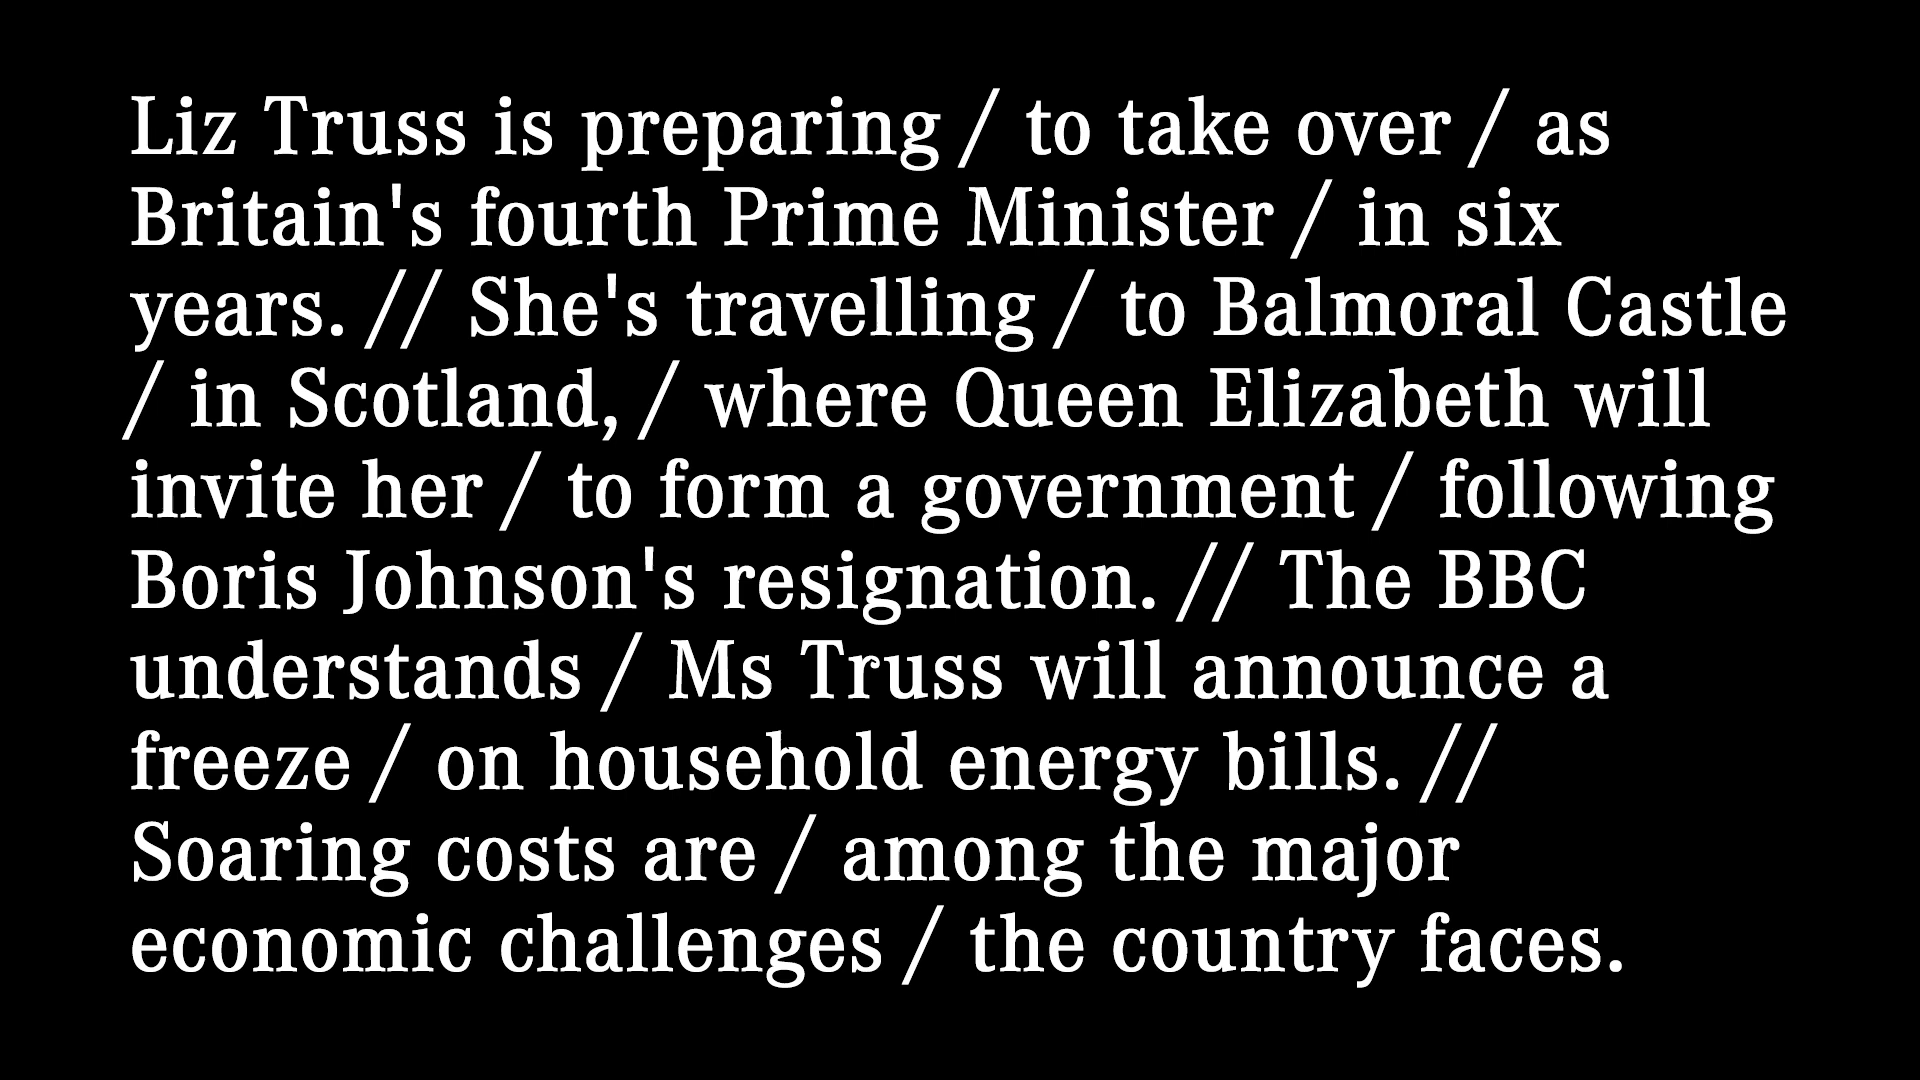 Liz Truss is preparing / to take over / as
Britain's fourth Prime Minister / in six
years. // She's travelling / to Balmoral Castle
/ in Scotland, / where Queen Elizabeth will
invite her / to form a government / following
Boris Johnson's resignation. // The BBC
understands / Ms Truss will announce a
freeze / on household energy bills. //
Soaring costs are / among the major
economic challenges / the country faces.